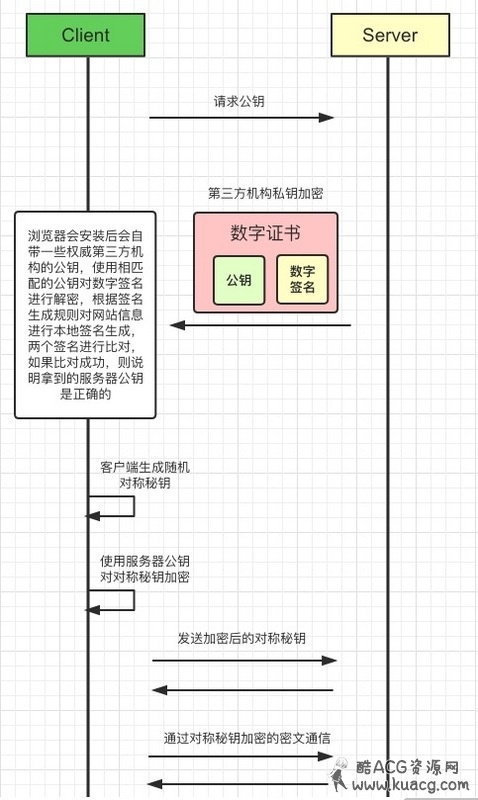 Client
Server
请求公钥
第三方机构私钥加密
数字证书
公钥
数字
签名
浏览器会安装后会自
带一些权威第三方机
构的公钥，使用相匹
配的公钥对数字签名
进行解密，根据签名
生成规则对网站信息
进行本地签名生成，
两个签名进行比对，
如果比对成功，则说
明拿到的服务器公钥
是正确的
客户端生成随机
对称秘钥
使用服务器公钥
对对称秘钥加密
发送加密后的对称秘钥
通过对称秘钥加密的密文通信
酷ACG资源网
www.kuacg.com